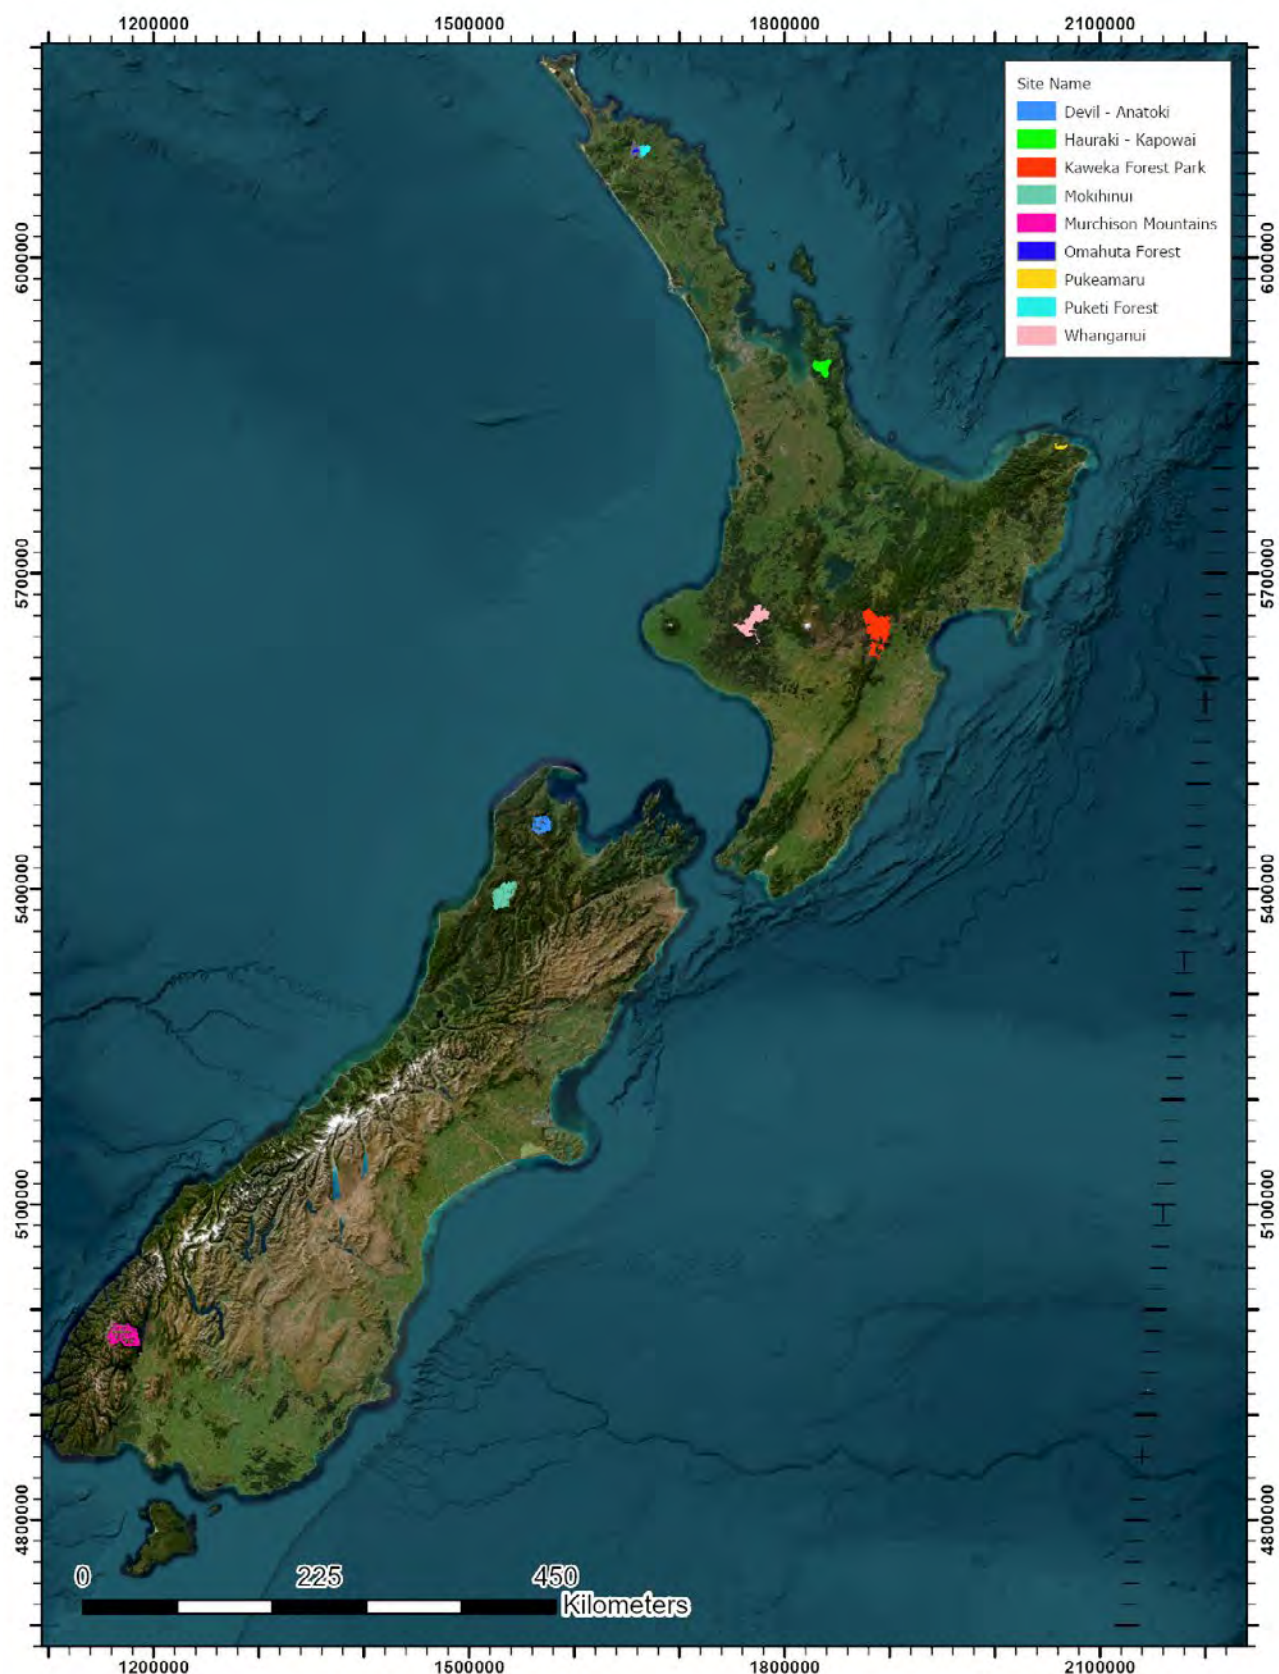 1200000 1500000 1800000 2100000
Site Name
Devil - Anatoki
Hauraki - Kapowai
Kaweka Forest Park
Mokihinui
Murchison Mountains
Omahuta Forest
Pukeamaru
Puketi Forest
Whanganui
6000000 6000000
5700000 5700000
5400000 5400000
5100000 5100000
4800000 4800000
0 225 450
Kilometers
1200000 1500000 1800000 2100000